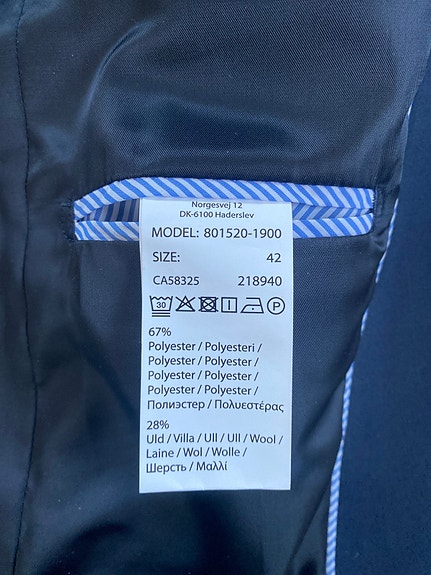 Norgesvej 12
DK-6100 Haderslev
MODEL: 801520-1900
SIZE: 42
CA58325 218940
30 P
67%
Polyester / Polyesteri /
Polyester / Polyester /
Polyester / Polyester /
Polyester / Polyester /
Полиэстер / Πολυεστέρας
28%
Uld / Villa / Ull / Ull / Wool /
Laine / Wol / Wolle /
Шерсть / Μαλλί